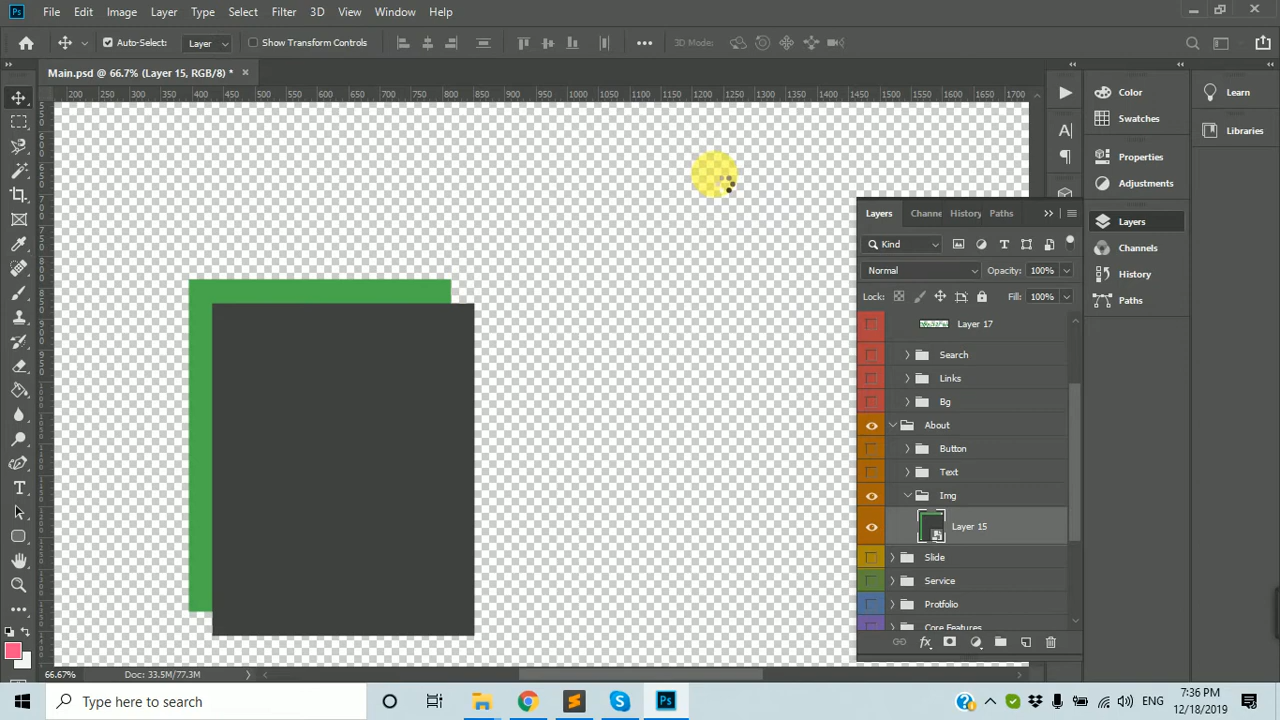 Ps File Edit Image Layer Type Select Filter 3D View Window Help
Auto-Select: Layer Show Transform Controls 3D Mode:
Main.psd @ 66.7% (Layer 15, RGB/8) *
200 250 300 350 400 450 500 550 600 650 700 750 800 850 900 950 1000 1050 1100 1150 1200 1250 1300 1350 1400 1450 1500 1550 1600 1650 1700
Color
Swatches
Properties
Adjustments
Layers
Channels
History
Paths
Learn
Libraries
Layers Channe History Paths
Kind
Normal Opacity: 100%
Lock: Fill: 100%
Layer 17
Search
Links
Bg
About
Button
Text
Img
Layer 15
Slide
Service
Protfolio
Core Features
66.67% Doc: 33.5M/77.3M
Type here to search
ENG
7:36 PM
12/18/2019